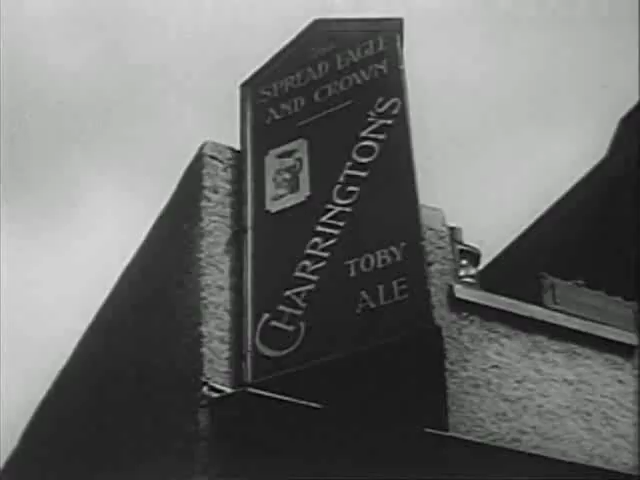 The
SPREAD EAGLE
AND CROWN
CHARRINGTON'S
TOBY
ALE